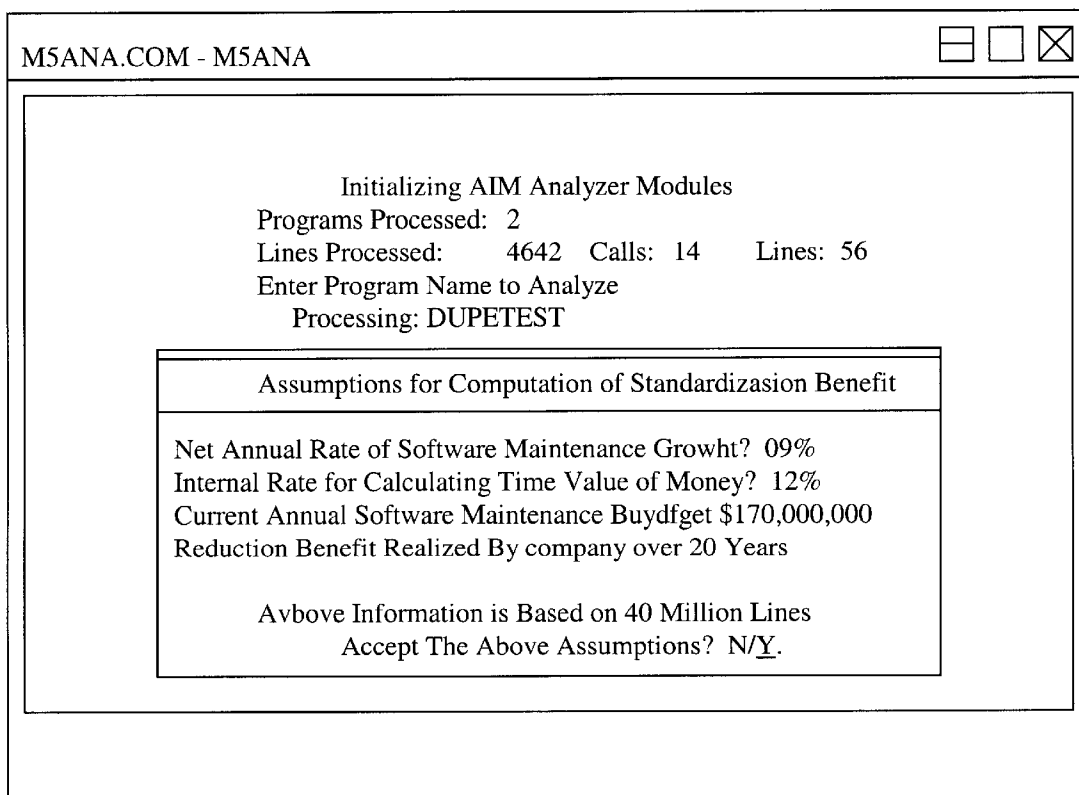 M5ANA.COM - M5ANA
Initializing AIM Analyzer Modules
Programs Processed: 2
Lines Processed: 4642 Calls: 14 Lines: 56
Enter Program Name to Analyze
Processing: DUPETEST
Assumptions for Computation of Standardizasion Benefit
Net Annual Rate of Software Maintenance Growht? 09%
Internal Rate for Calculating Time Value of Money? 12%
Current Annual Software Maintenance Buydfget $170,000,000
Reduction Benefit Realized By company over 20 Years
Avbove Information is Based on 40 Million Lines
Accept The Above Assumptions? N/Y.